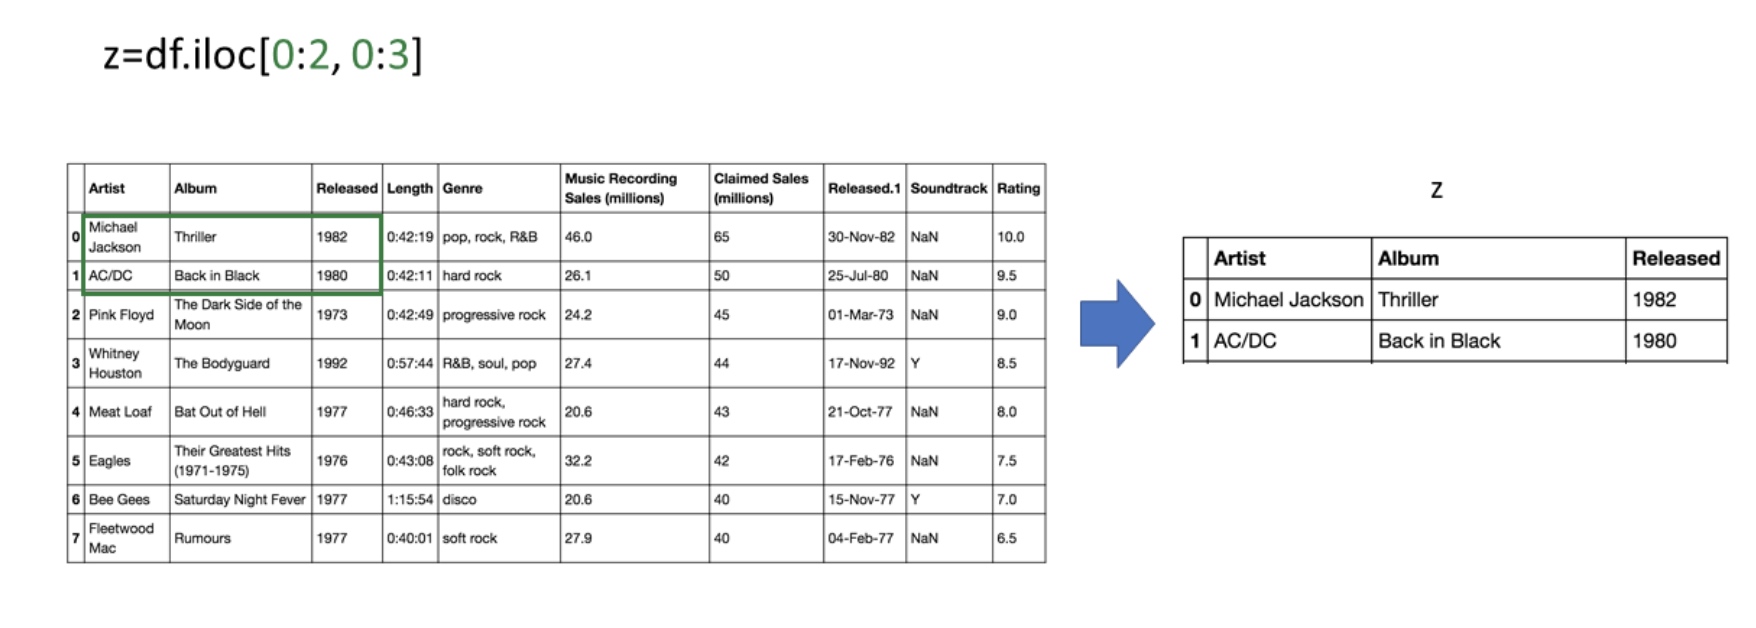 z=df.iloc[0:2, 0:3]
Artist Album Released Length Genre Music Recording Sales (millions) Claimed Sales (millions) Released.1 Soundtrack Rating
0 Michael Jackson Thriller 1982 0:42:19 pop, rock, R&B 46.0 65 30-Nov-82 NaN 10.0
1 AC/DC Back in Black 1980 0:42:11 hard rock 26.1 50 25-Jul-80 NaN 9.5
2 Pink Floyd The Dark Side of the Moon 1973 0:42:49 progressive rock 24.2 45 01-Mar-73 NaN 9.0
3 Whitney Houston The Bodyguard 1992 0:57:44 R&B, soul, pop 27.4 44 17-Nov-92 Y 8.5
4 Meat Loaf Bat Out of Hell 1977 0:46:33 hard rock, progressive rock 20.6 43 21-Oct-77 NaN 8.0
5 Eagles Their Greatest Hits (1971-1975) 1976 0:43:08 rock, soft rock, folk rock 32.2 42 17-Feb-76 NaN 7.5
6 Bee Gees Saturday Night Fever 1977 1:15:54 disco 20.6 40 15-Nov-77 Y 7.0
7 Fleetwood Mac Rumours 1977 0:40:01 soft rock 27.9 40 04-Feb-77 NaN 6.5
z
Artist Album Released
0 Michael Jackson Thriller 1982
1 AC/DC Back in Black 1980